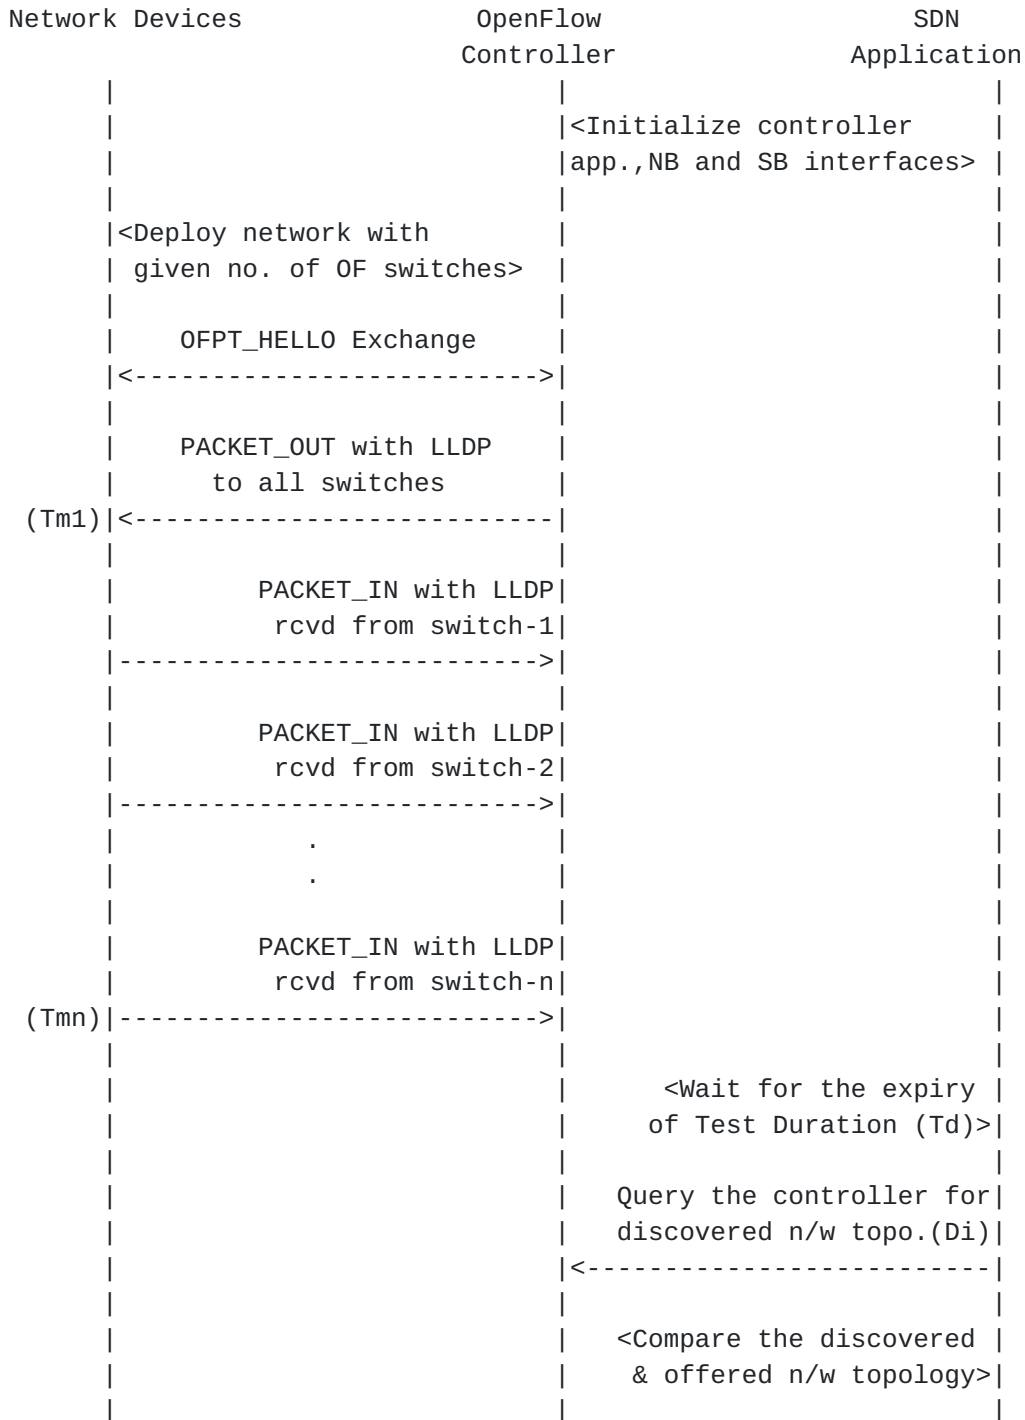 Network Devices OpenFlow SDN
Controller Application
| | |
| |<Initialize controller |
| |app.,NB and SB interfaces> |
| | |
|<Deploy network with | |
| given no. of OF switches> | |
| | |
| OFPT_HELLO Exchange | |
|<-------------------------->| |
| | |
| PACKET_OUT with LLDP | |
| to all switches | |
(Tm1)|<---------------------------| |
| | |
| PACKET_IN with LLDP| |
| rcvd from switch-1| |
|--------------------------->| |
| | |
| PACKET_IN with LLDP| |
| rcvd from switch-2| |
|--------------------------->| |
| . | |
| . | |
| | |
| PACKET_IN with LLDP| |
| rcvd from switch-n| |
(Tmn)|--------------------------->| |
| | |
| | <Wait for the expiry |
| | of Test Duration (Td)>|
| | |
| | Query the controller for|
| | discovered n/w topo.(Di)|
| |<--------------------------|
| | |
| | <Compare the discovered |
| | & offered n/w topology>|
| | |